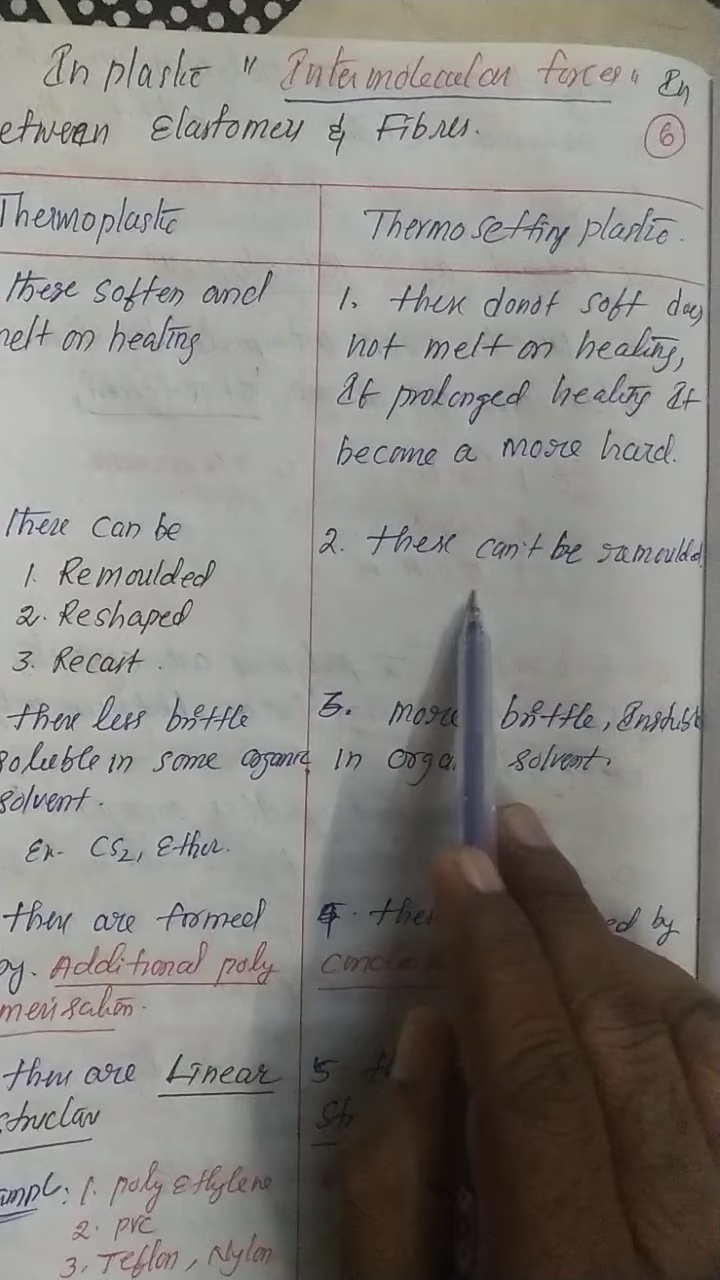 In plastic " Intermolecular forces" In
etween Elastomers & Fibres.
6
Thermoplastic
Thermosetting plastic.
these soften and
melt on heating
1. these donot soft does
not melt on heating,
If prolonged heating It
become a more hard.
these can be
1. Remoulded
2. Reshaped
3. Recast.
2. these can't be remoulded
these less brittle
soluble in some organic
solvent.
Ex- CS2, Ether.
3. more brittle, Insoluble
in orga solvent.
they are formed
by. Additional poly
merisation.
4. the ed by
they are Linear
structur
5
St
ample: 1. poly Ethylene
2. PVC
3. Teflon, Nylon